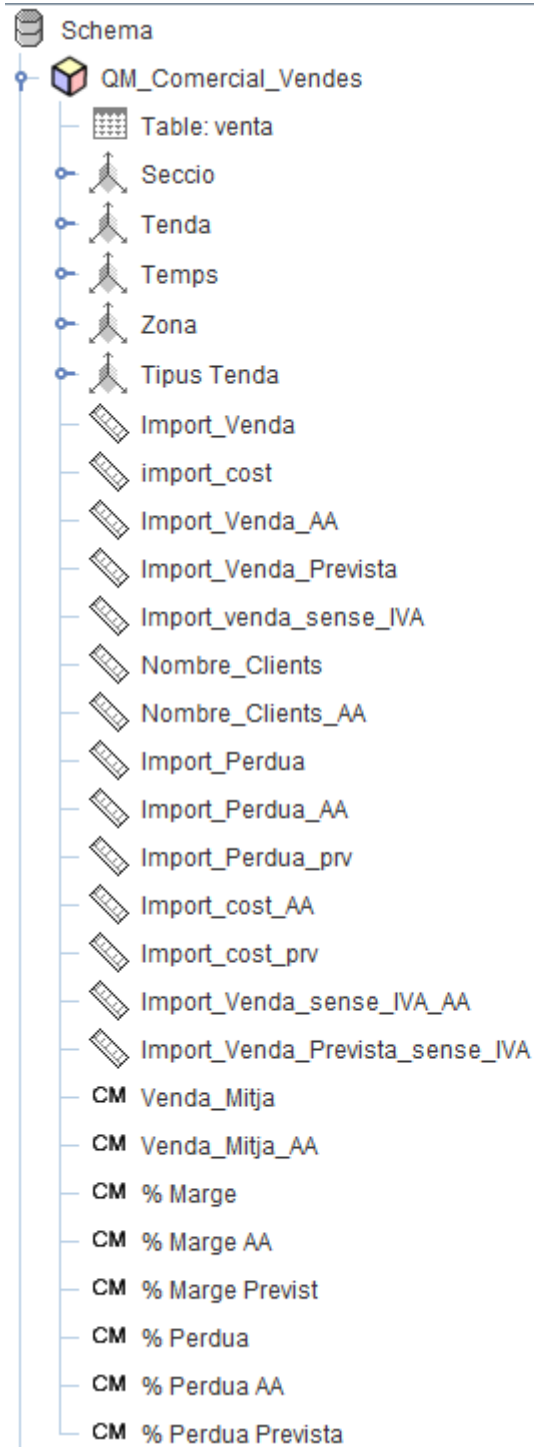 Schema
QM_Comercial_Vendes
Table: venta
Seccio
Tenda
Temps
Zona
Tipus Tenda
Import_Venda
import_cost
Import_Venda_AA
Import_Venda_Prevista
Import_venda_sense_IVA
Nombre_Clients
Nombre_Clients_AA
Import_Perdua
Import_Perdua_AA
Import_Perdua_prv
Import_cost_AA
Import_cost_prv
Import_Venda_sense_IVA_AA
Import_Venda_Prevista_sense_IVA
CM Venda_Mitja
CM Venda_Mitja_AA
CM % Marge
CM % Marge AA
CM % Marge Previst
CM % Perdua
CM % Perdua AA
CM % Perdua Prevista